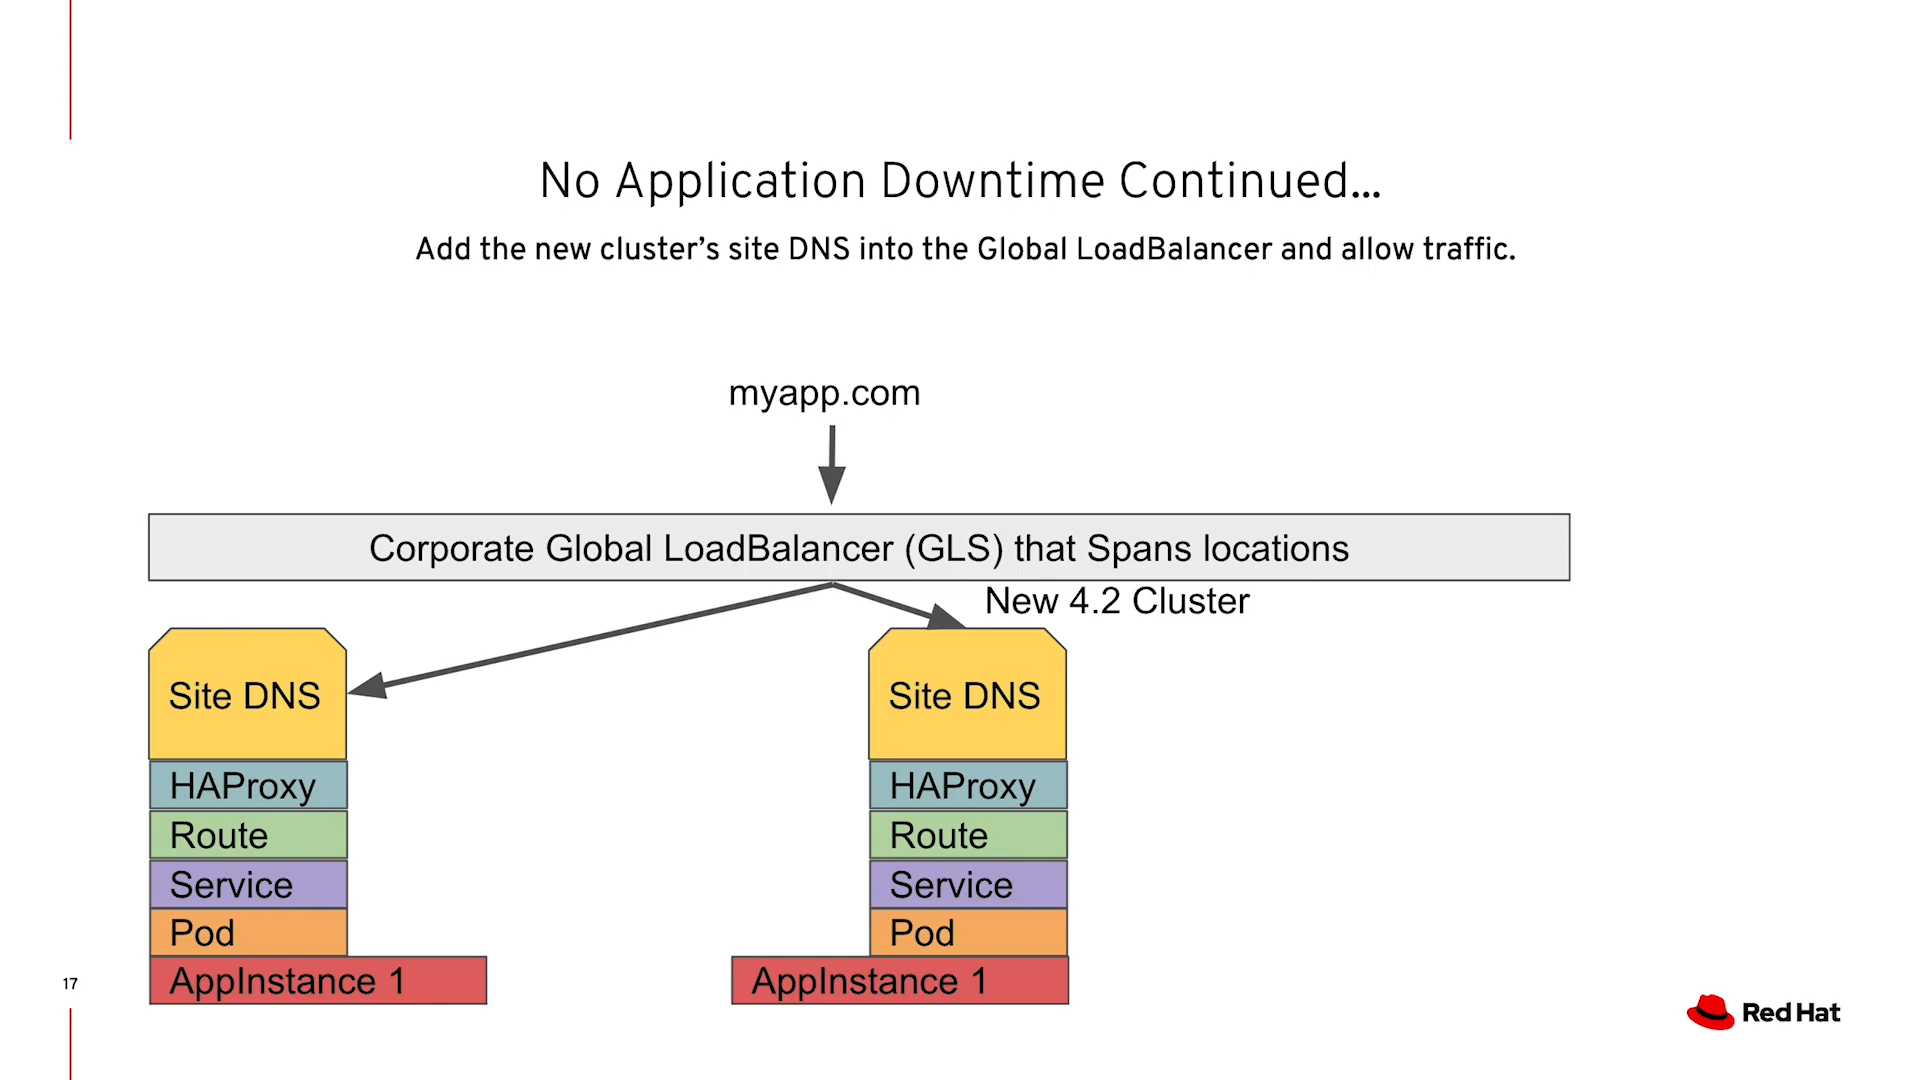 No Application Downtime Continued...
Add the new cluster's site DNS into the Global LoadBalancer and allow traffic.
myapp.com
Corporate Global LoadBalancer (GLS) that Spans locations
New 4.2 Cluster
Site DNS
HAProxy
Route
Service
Pod
AppInstance 1
Site DNS
HAProxy
Route
Service
Pod
AppInstance 1
17
Red Hat